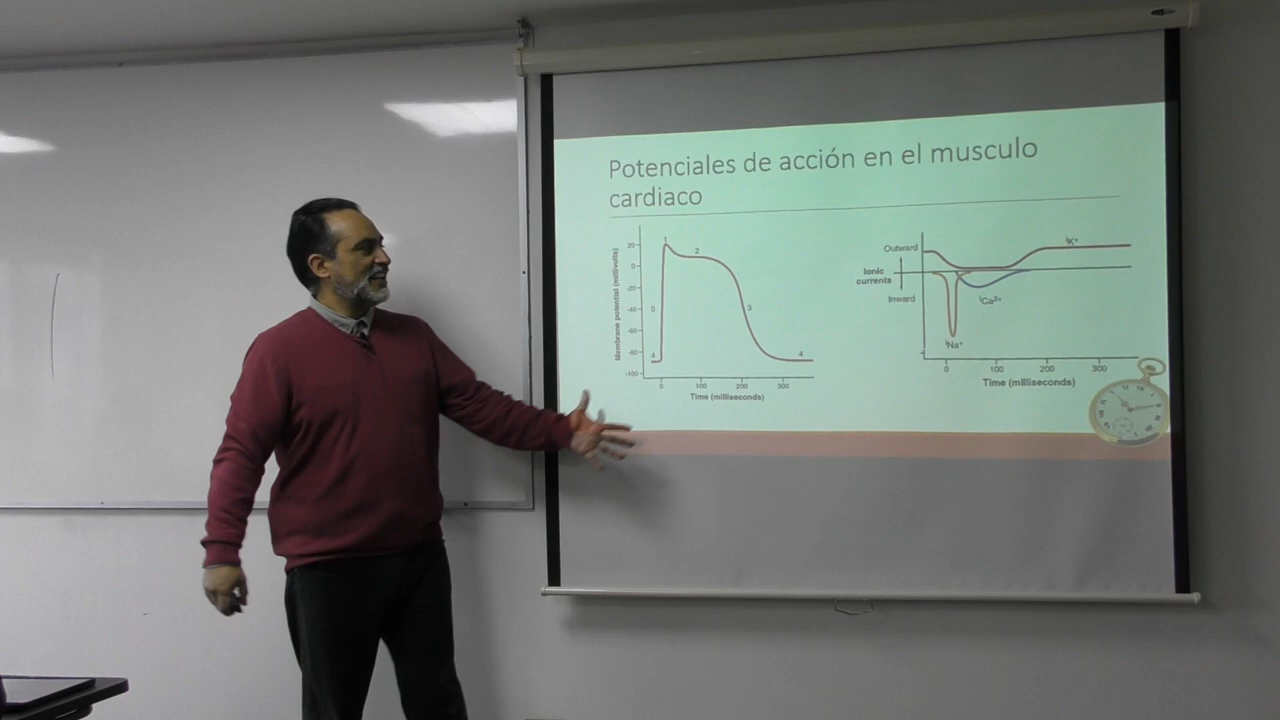 Potenciales de acción en el musculo
cardiaco
Membrane potential (millivolts)
20
0
-20
-40
-60
-80
-100
4
0
1
2
3
4
0 100 200 300
Time (milliseconds)
Outward
Ionic
currents
Inward
iK⁺
iCa²⁺
iNa⁺
0 100 200 300
Time (milliseconds)